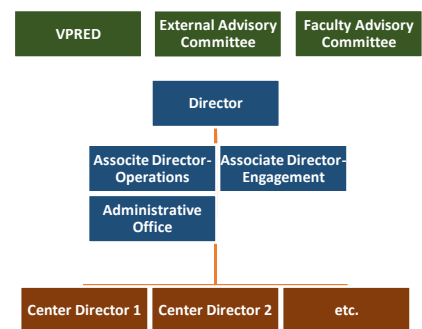 VPRED
External Advisory
Committee
Faculty Advisory
Committee
Director
Associte Director-
Operations
Associate Director-
Engagement
Administrative
Office
Center Director 1
Center Director 2
etc.